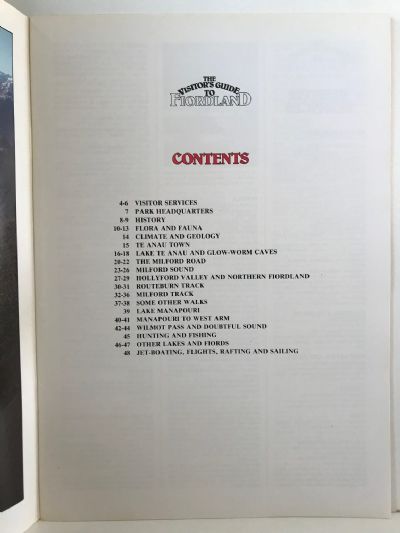 THE
VISITOR'S GUIDE
TO
FIORDLAND
CONTENTS
4-6 VISITOR SERVICES
7 PARK HEADQUARTERS
8-9 HISTORY
10-13 FLORA AND FAUNA
14 CLIMATE AND GEOLOGY
15 TE ANAU TOWN
16-18 LAKE TE ANAU AND GLOW-WORM CAVES
20-22 THE MILFORD ROAD
23-26 MILFORD SOUND
27-29 HOLLYFORD VALLEY AND NORTHERN FIORDLAND
30-31 ROUTEBURN TRACK
32-36 MILFORD TRACK
37-38 SOME OTHER WALKS
39 LAKE MANAPOURI
40-41 MANAPOURI TO WEST ARM
42-44 WILMOT PASS AND DOUBTFUL SOUND
45 HUNTING AND FISHING
46-47 OTHER LAKES AND FIORDS
48 JET-BOATING, FLIGHTS, RAFTING AND SAILING